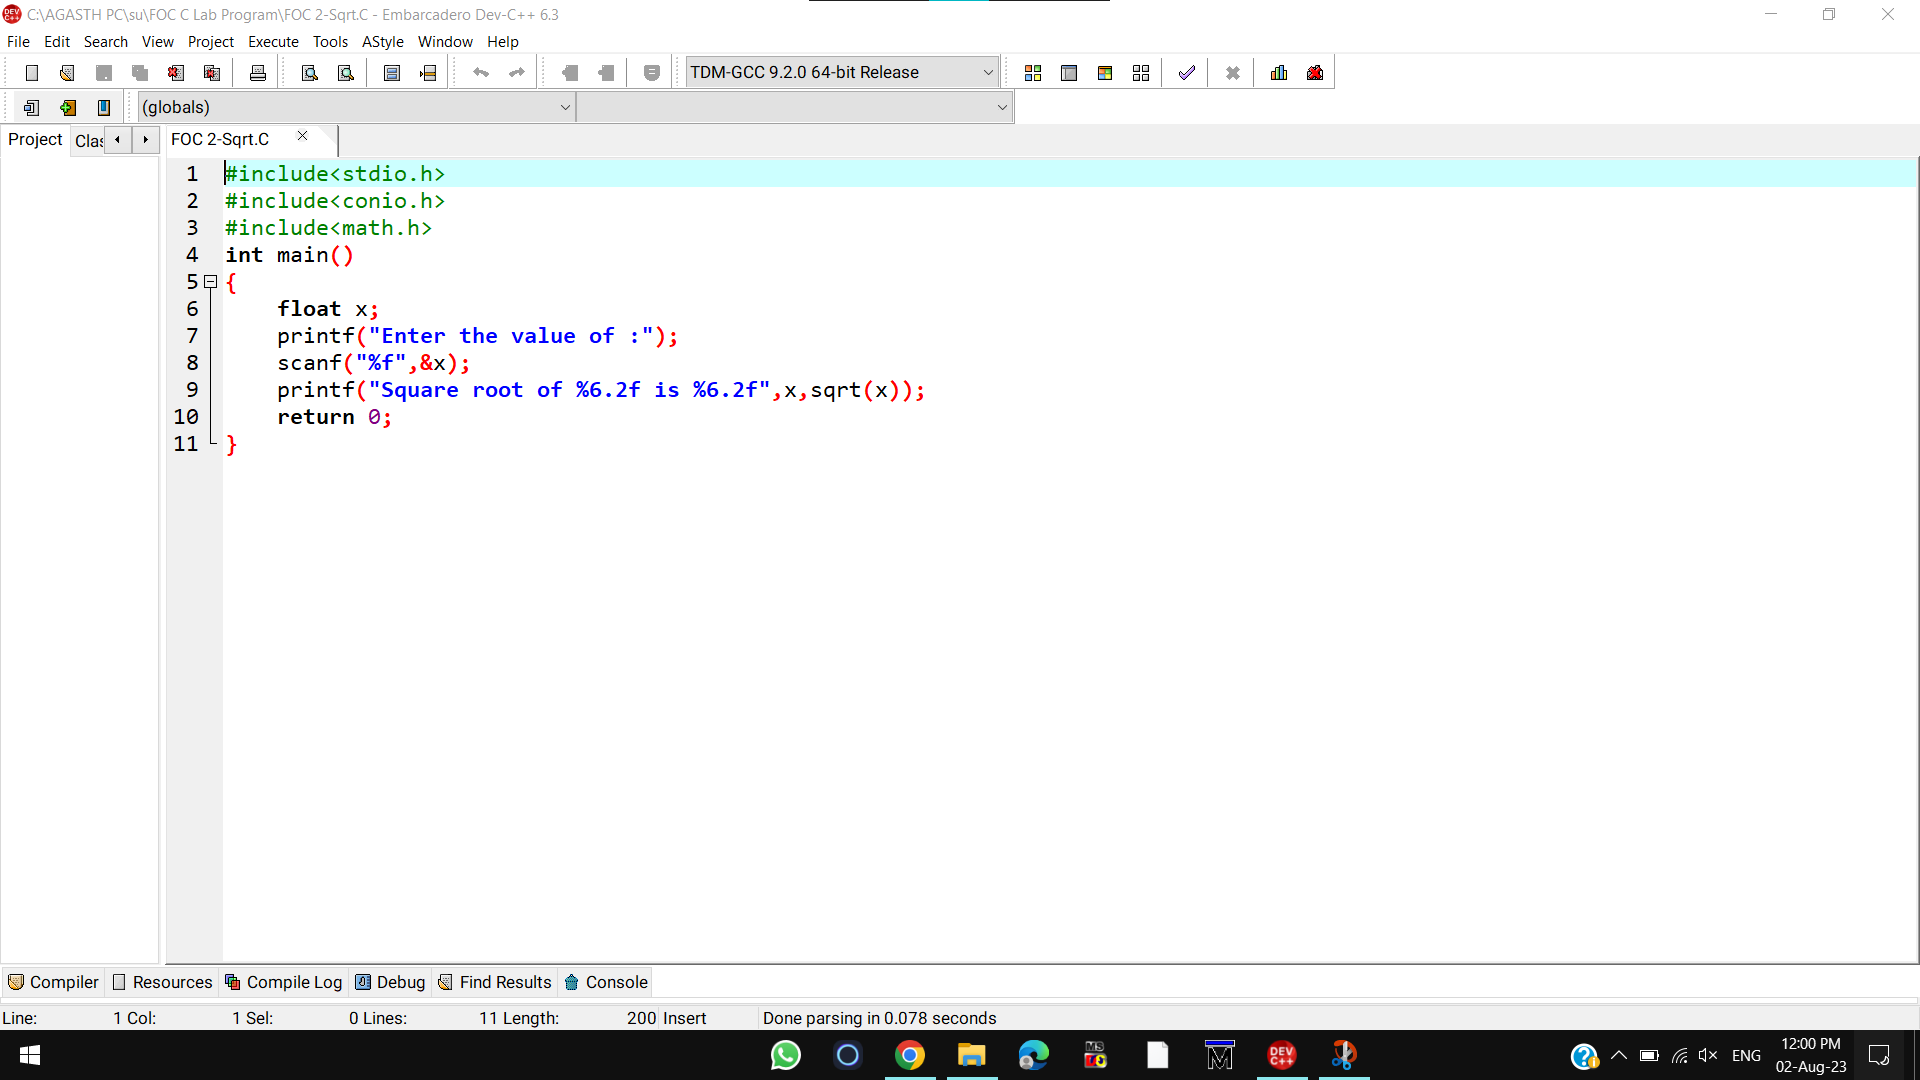 C:\AGASTH PC\su\FOC C Lab Program\FOC 2-Sqrt.C - Embarcadero Dev-C++ 6.3
File Edit Search View Project Execute Tools AStyle Window Help
TDM-GCC 9.2.0 64-bit Release
(globals)
Project Clas FOC 2-Sqrt.C
1 #include<stdio.h>
2 #include<conio.h>
3 #include<math.h>
4 int main()
5 {
6 float x;
7 printf("Enter the value of :");
8 scanf("%f",&x);
9 printf("Square root of %6.2f is %6.2f",x,sqrt(x));
10 return 0;
11 }
Compiler Resources Compile Log Debug Find Results Console
Line: 1 Col: 1 Sel: 0 Lines: 11 Length: 200 Insert Done parsing in 0.078 seconds
DEV C++
MS
ENG
12:00 PM
02-Aug-23